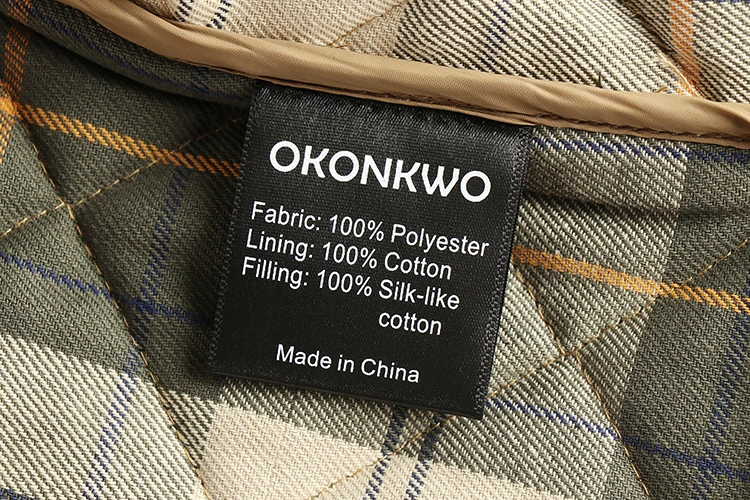 OKONKWO
Fabric: 100% Polyester
Lining: 100% Cotton
Filling: 100% Silk-like
cotton
Made in China